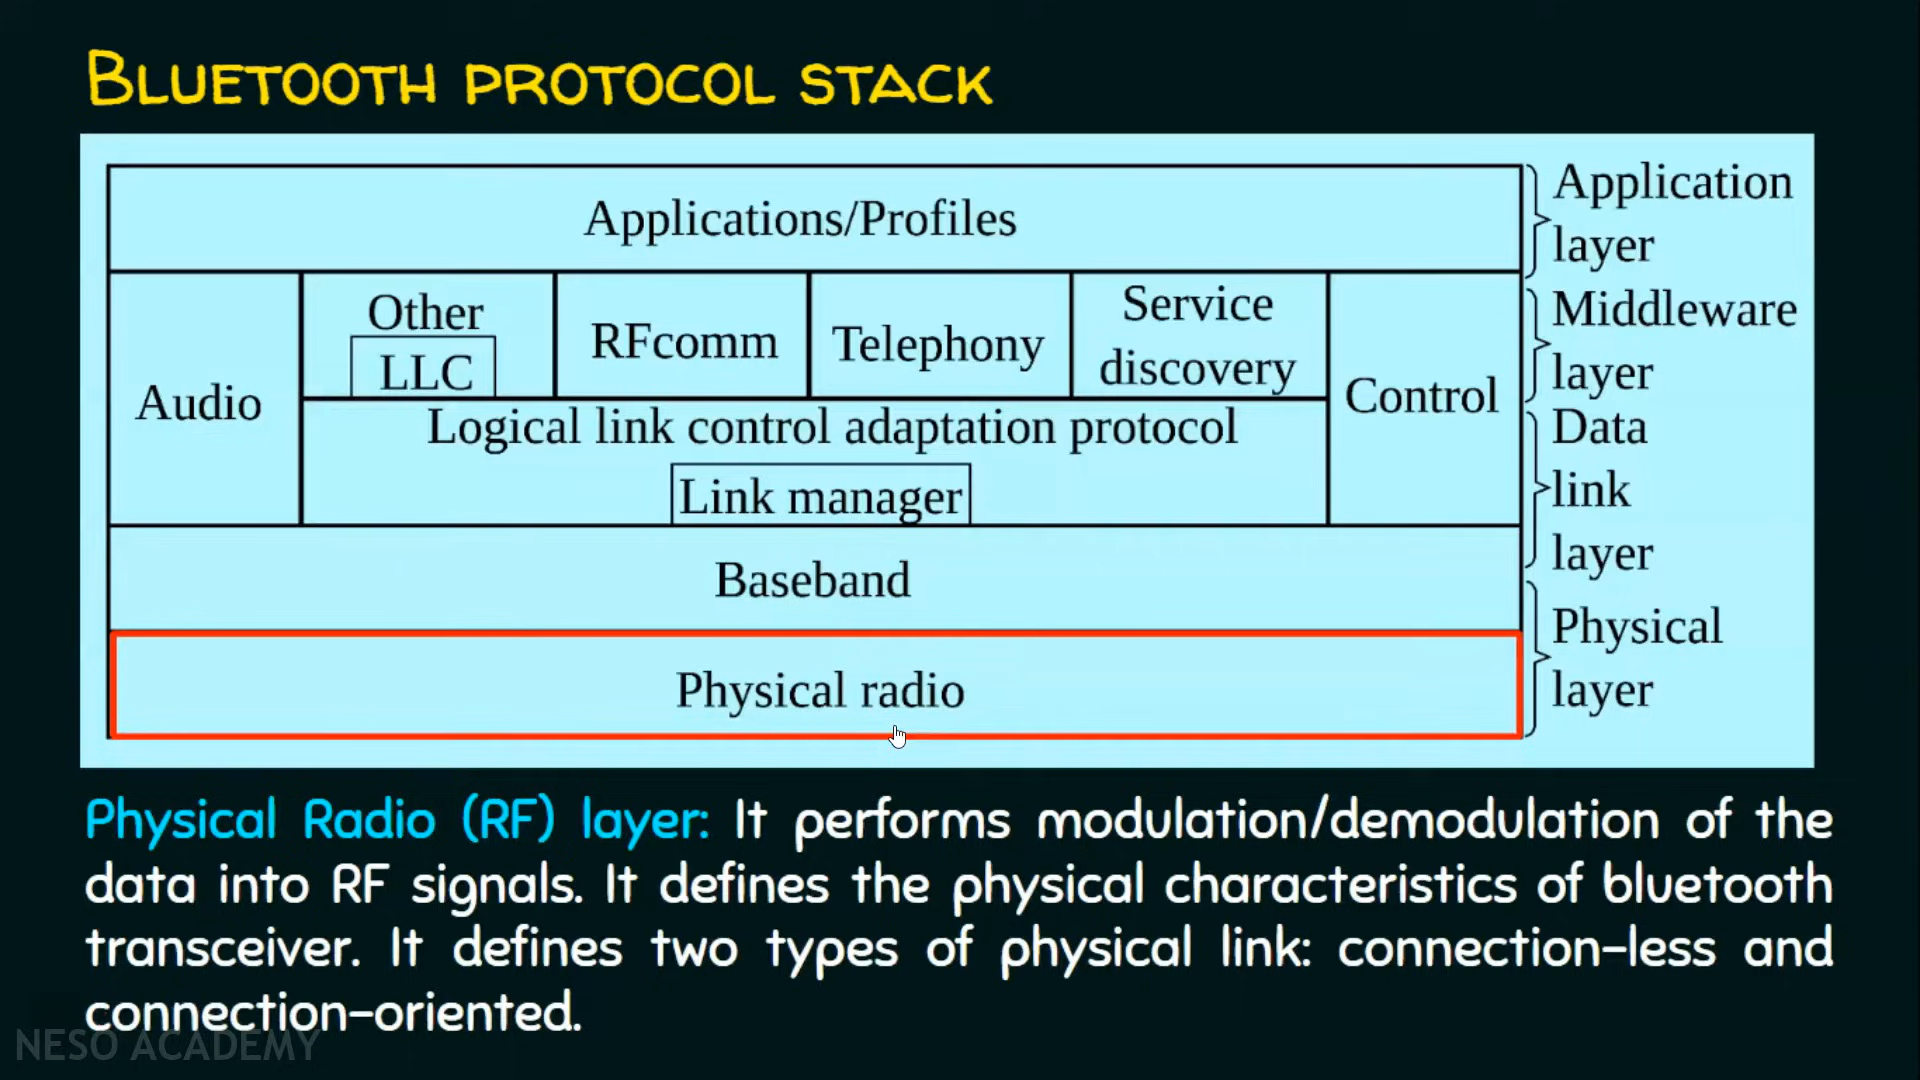 BLUETOOTH PROTOCOL STACK
Applications/Profiles
Application
layer
Audio
Other
LLC
RFcomm
Telephony
Service
discovery
Control
Middleware
layer
Logical link control adaptation protocol
Link manager
Data
link
layer
Baseband
Physical radio
Physical
layer
Physical Radio (RF) layer: It performs modulation/demodulation of the
data into RF signals. It defines the physical characteristics of bluetooth
transceiver. It defines two types of physical link: connection-less and
connection-oriented.
NESO ACADEMY